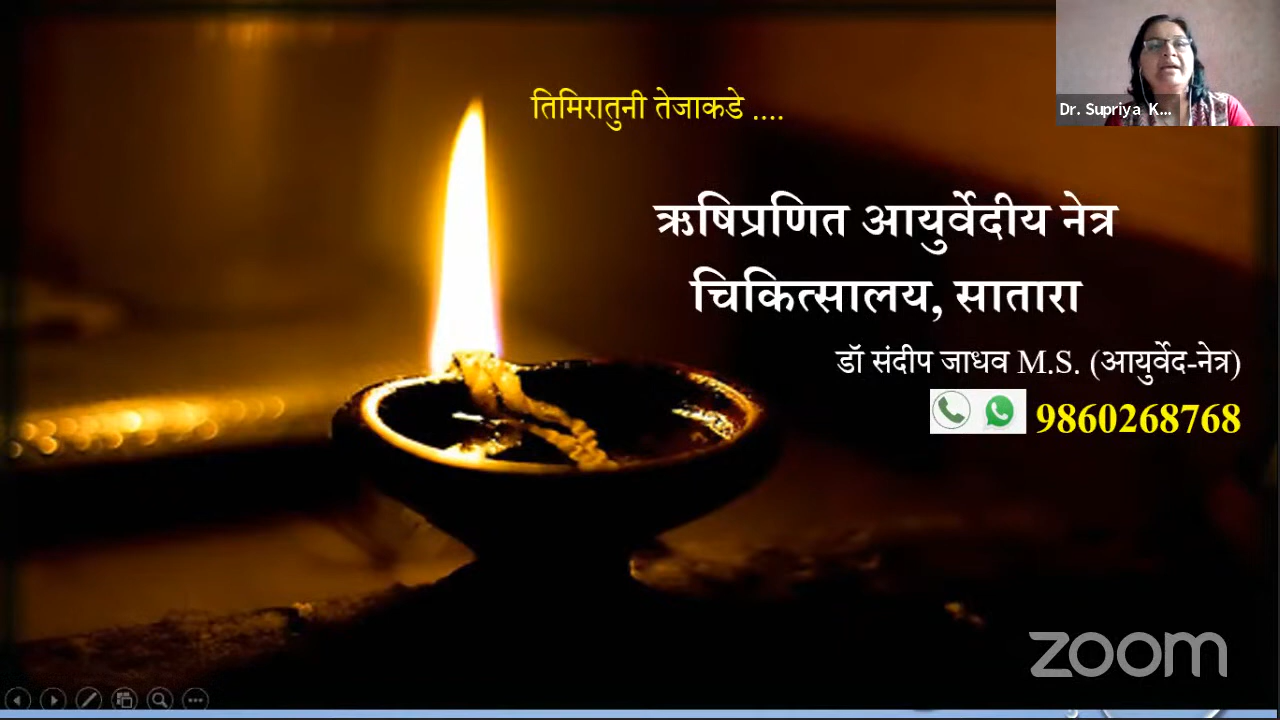 तिमिरातुनी तेजाकडे ....
ऋषिप्रणित आयुर्वेदीय नेत्र
चिकित्सालय, सातारा
डॉ संदीप जाधव M.S. (आयुर्वेद-नेत्र)
9860268768
Dr. Supriya K...
zoom